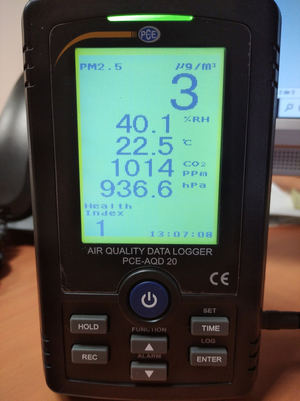 PCE
PM2.5 µg/m³
3
40.1 %RH
22.5 ℃
1014 CO₂ PPm
936.6 hPa
Health
Index
1 13:07:08
AIR QUALITY DATA LOGGER
PCE-AQD 20
CE
SET
HOLD FUNCTION TIME
LOG
REC ALARM ENTER